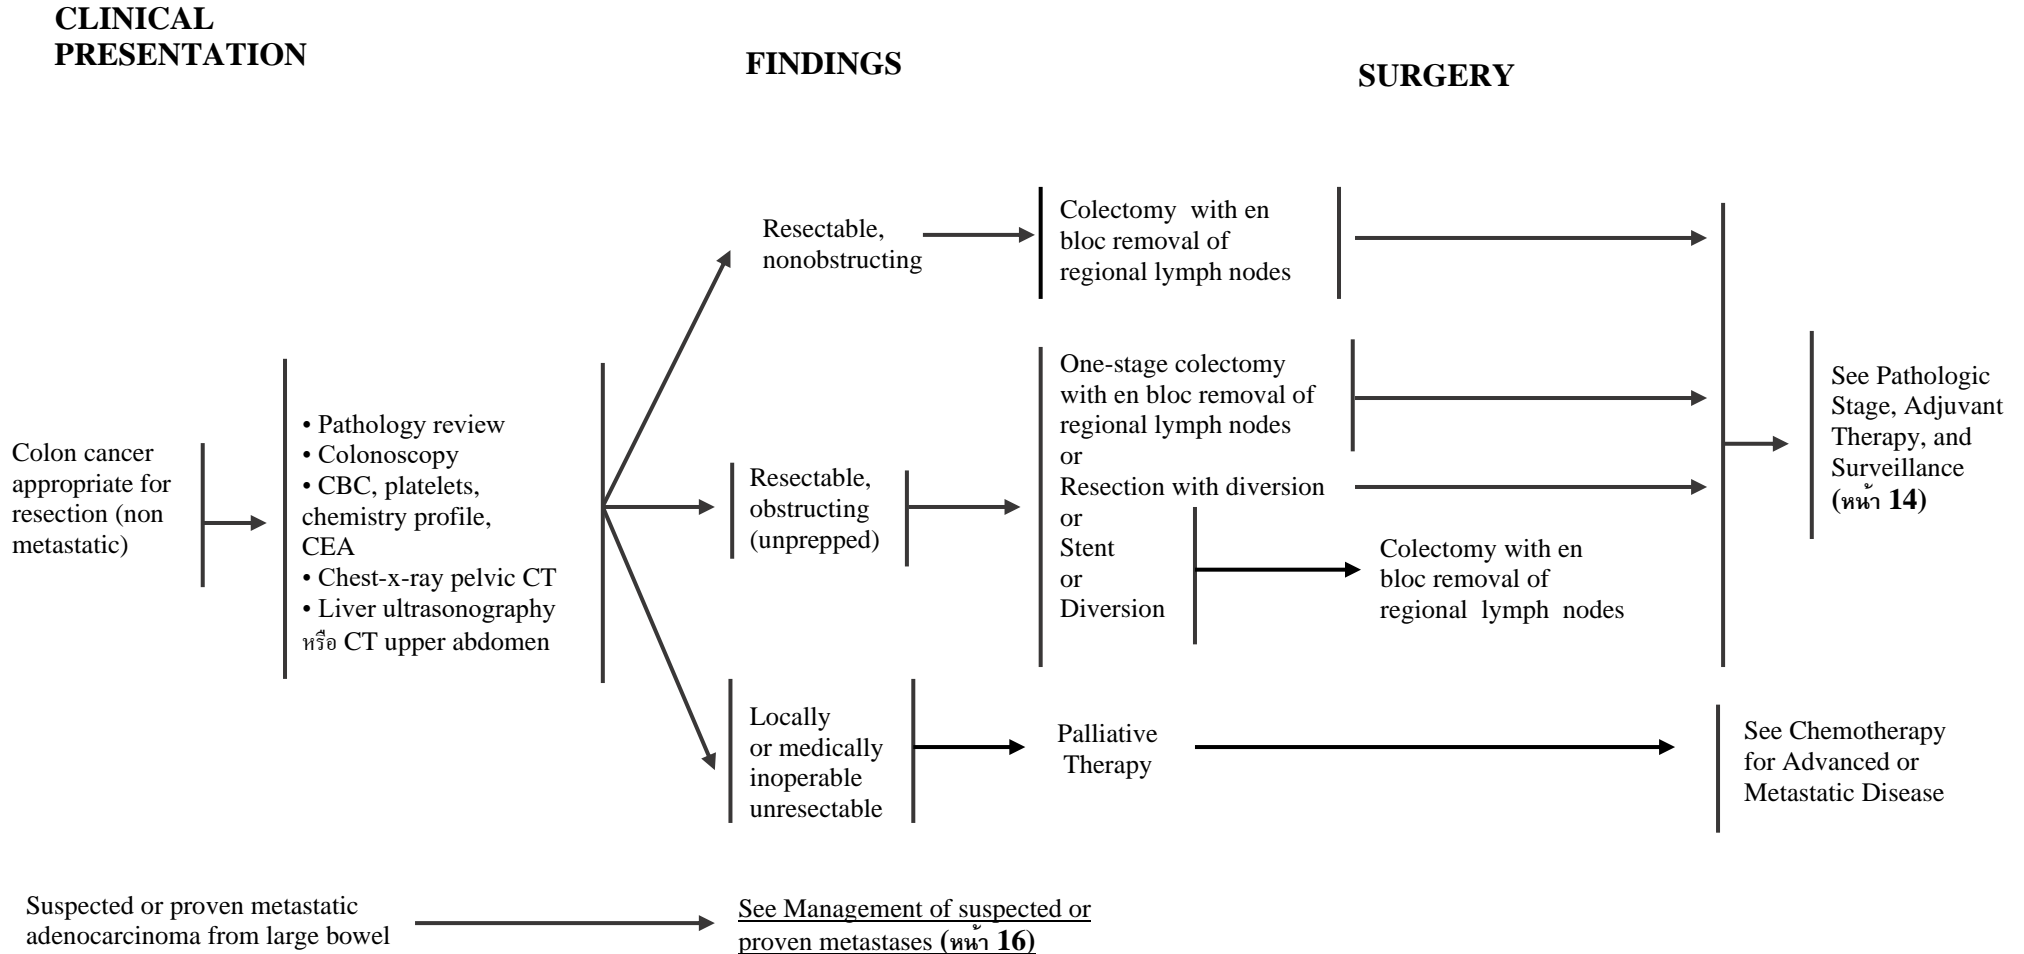 CLINICAL
PRESENTATION
FINDINGS
SURGERY
Colon cancer
appropriate for
resection (non
metastatic)
• Pathology review
• Colonoscopy
• CBC, platelets,
chemistry profile,
CEA
• Chest-x-ray pelvic CT
• Liver ultrasonography
หรือ CT upper abdomen
Resectable,
nonobstructing
Colectomy with en
bloc removal of
regional lymph nodes
Resectable,
obstructing
(unprepped)
One-stage colectomy
with en bloc removal of
regional lymph nodes
or
Resection with diversion
or
Stent
or
Diversion
Colectomy with en
bloc removal of
regional lymph nodes
See Pathologic
Stage, Adjuvant
Therapy, and
Surveillance
(หน้า 14)
Locally
or medically
inoperable
unresectable
Palliative
Therapy
See Chemotherapy
for Advanced or
Metastatic Disease
Suspected or proven metastatic
adenocarcinoma from large bowel
See Management of suspected or
proven metastases (หน้า 16)